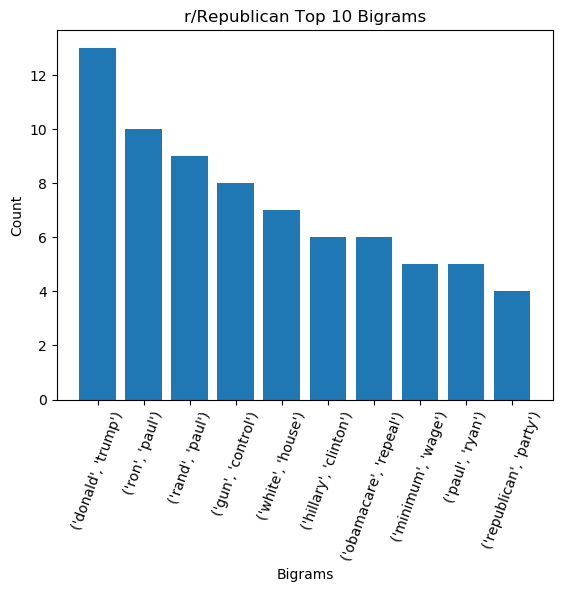 r/Republican Top 10 Bigrams
12
10
8
6
4
2
0
Count
('donald', 'trump')
('ron', 'paul')
('rand', 'paul')
('gun', 'control')
('white', 'house')
('hillary', 'clinton')
('obamacare', 'repeal')
('minimum', 'wage')
('paul', 'ryan')
('republican', 'party')
Bigrams